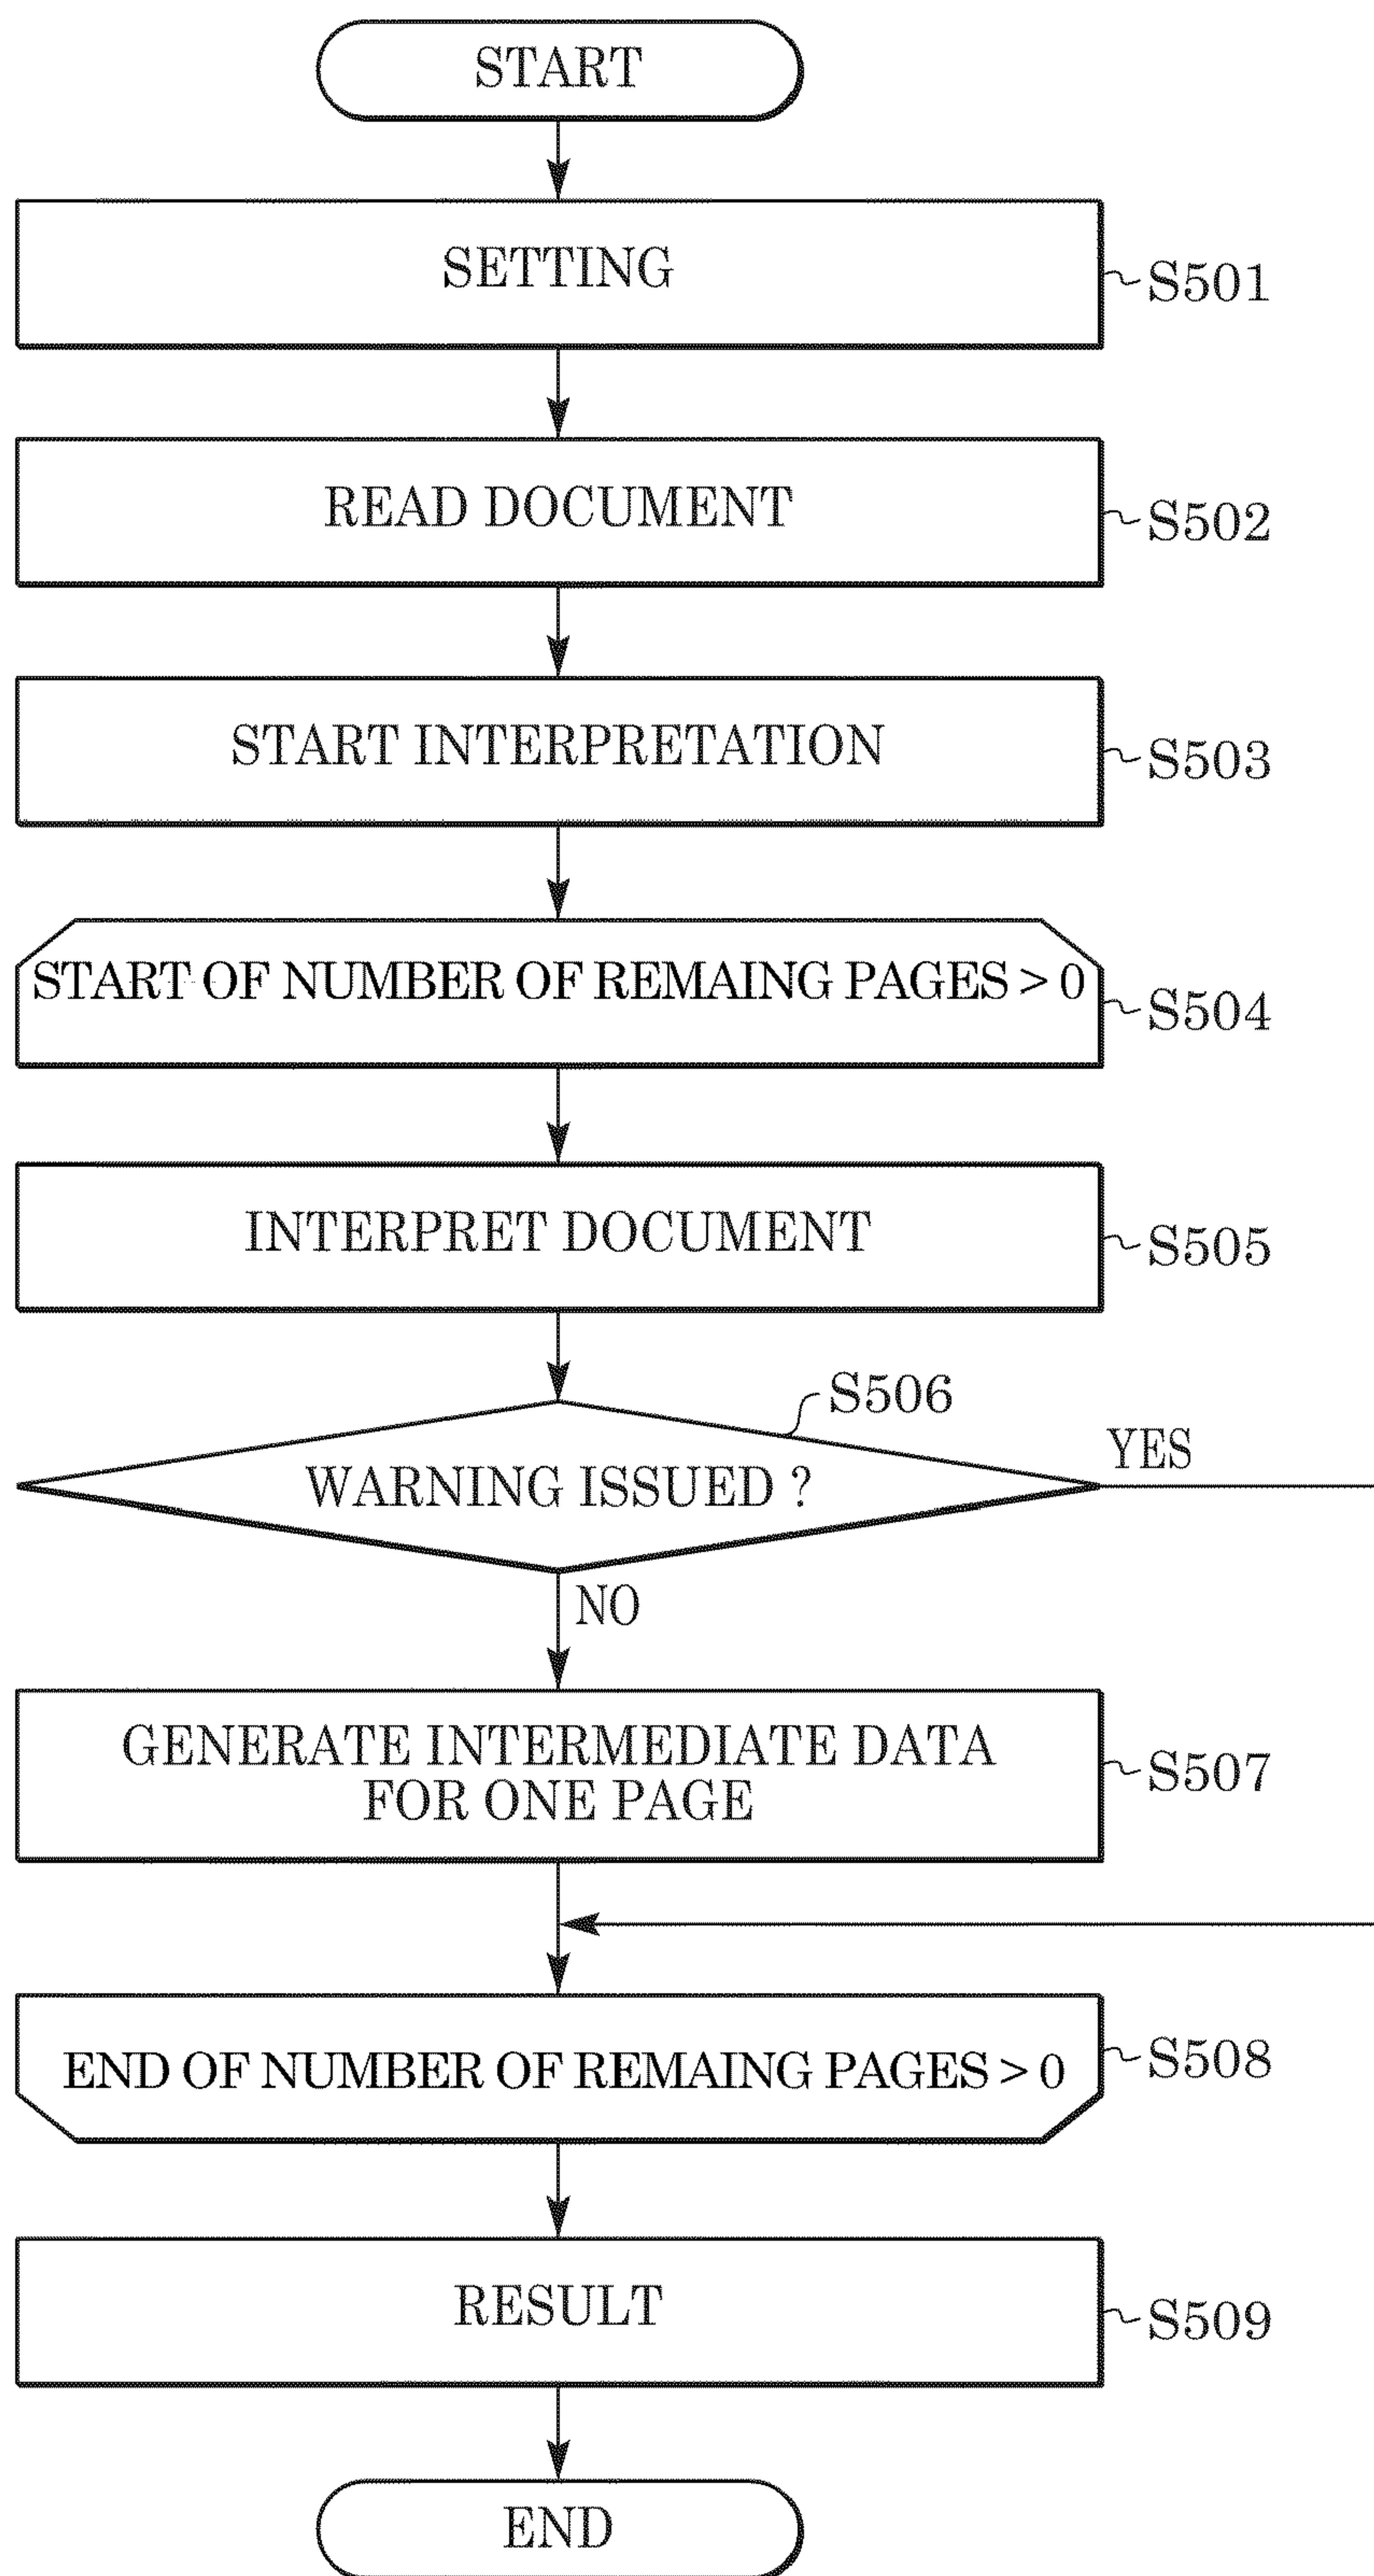 START
SETTING
S501
READ DOCUMENT
S502
START INTERPRETATION
S503
START OF NUMBER OF REMAING PAGES > 0
S504
INTERPRET DOCUMENT
S505
S506
WARNING ISSUED ?
YES
NO
GENERATE INTERMEDIATE DATA
FOR ONE PAGE
S507
END OF NUMBER OF REMAING PAGES > 0
S508
RESULT
S509
END